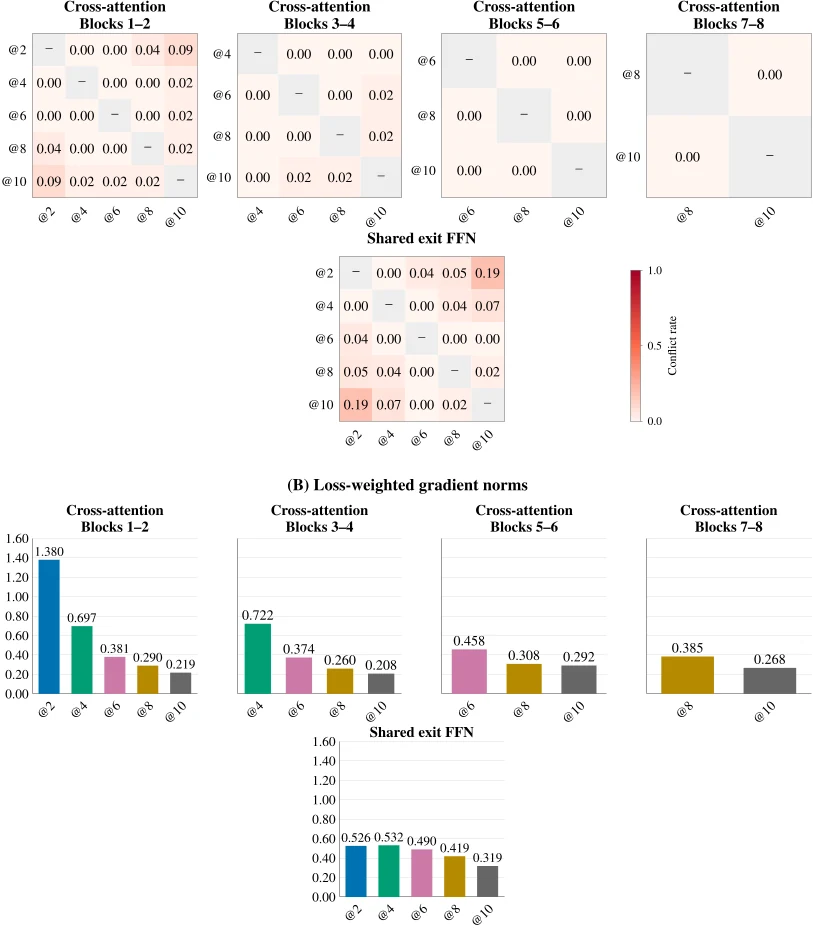 Cross-attention
Blocks 1–2
Cross-attention
Blocks 3–4
Cross-attention
Blocks 5–6
Cross-attention
Blocks 7–8
@2 – 0.00 0.00 0.04 0.09
@4 0.00 – 0.00 0.00 0.02
@6 0.00 0.00 – 0.00 0.02
@8 0.04 0.00 0.00 – 0.02
@10 0.09 0.02 0.02 0.02 –
@2 @4 @6 @8 @10
@4 – 0.00 0.00 0.00
@6 0.00 – 0.00 0.02
@8 0.00 0.00 – 0.02
@10 0.00 0.02 0.02 –
@4 @6 @8 @10
@6 – 0.00 0.00
@8 0.00 – 0.00
@10 0.00 0.00 –
@6 @8 @10
@8 – 0.00
@10 0.00 –
@8 @10
Shared exit FFN
@2 – 0.00 0.04 0.05 0.19
@4 0.00 – 0.00 0.04 0.07
@6 0.04 0.00 – 0.00 0.00
@8 0.05 0.04 0.00 – 0.02
@10 0.19 0.07 0.00 0.02 –
@2 @4 @6 @8 @10
1.0
0.5
0.0
Conflict rate
(B) Loss-weighted gradient norms
Cross-attention
Blocks 1–2
1.60
1.40
1.20
1.00
0.80
0.60
0.40
0.20
0.00
1.380
0.697
0.381
0.290
0.219
@2 @4 @6 @8 @10
Cross-attention
Blocks 3–4
0.722
0.374
0.260
0.208
@4 @6 @8 @10
Cross-attention
Blocks 5–6
0.458
0.308
0.292
@6 @8 @10
Cross-attention
Blocks 7–8
0.385
0.268
@8 @10
Shared exit FFN
1.60
1.40
1.20
1.00
0.80
0.60
0.40
0.20
0.00
0.526 0.532 0.490 0.419 0.319
@2 @4 @6 @8 @10